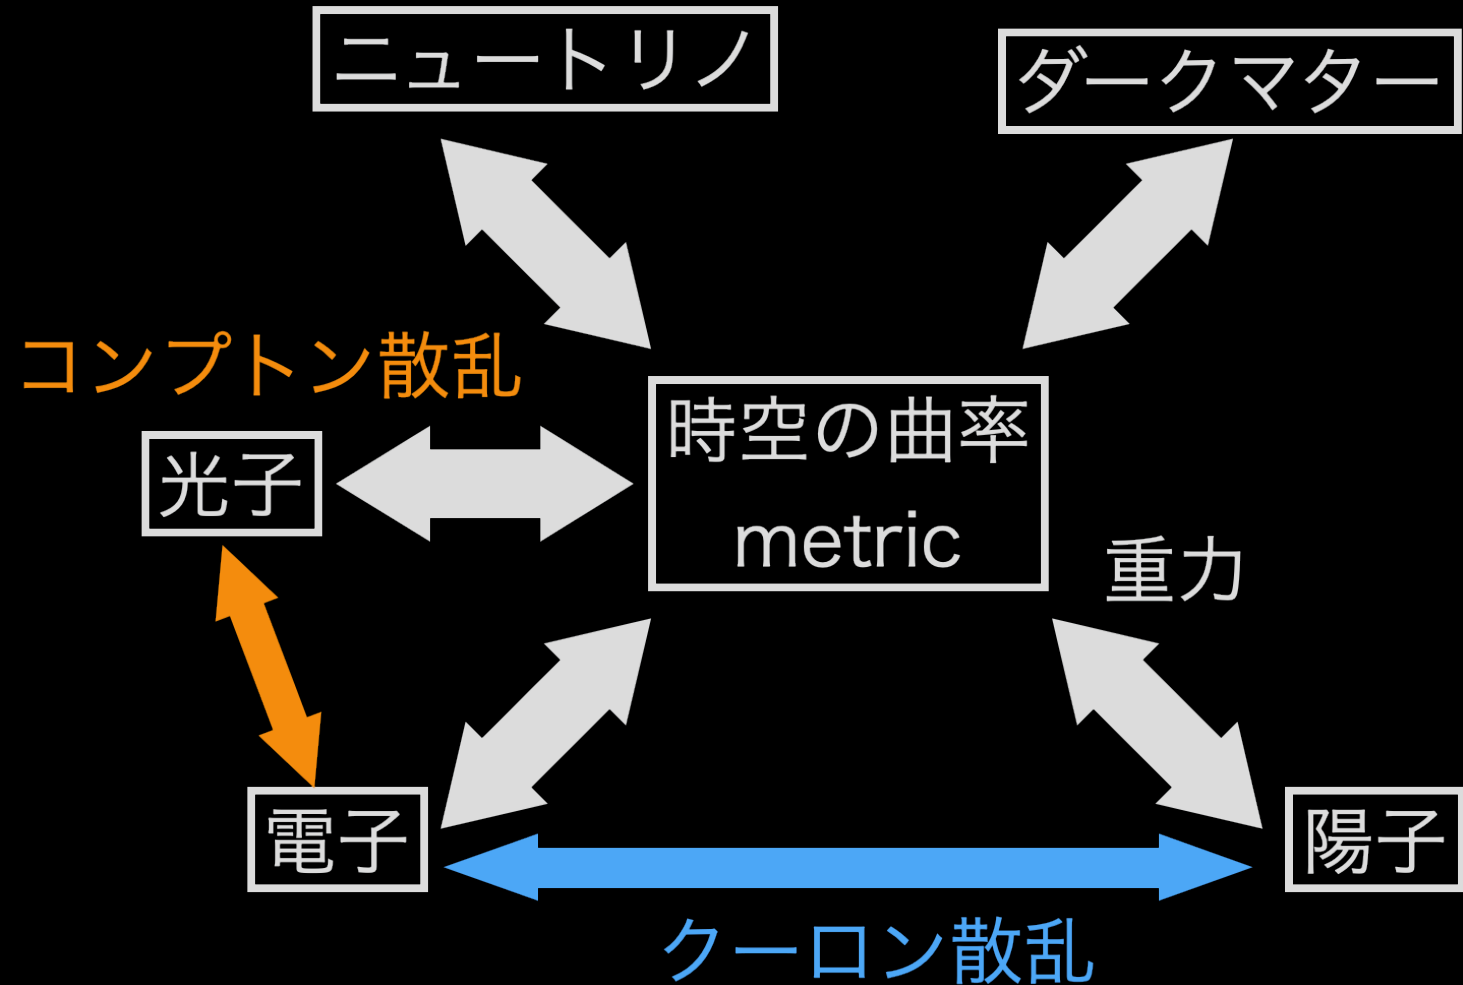 ニュートリノ
ダークマター
コンプトン散乱
光子
時空の曲率
metric
重力
電子
陽子
クーロン散乱